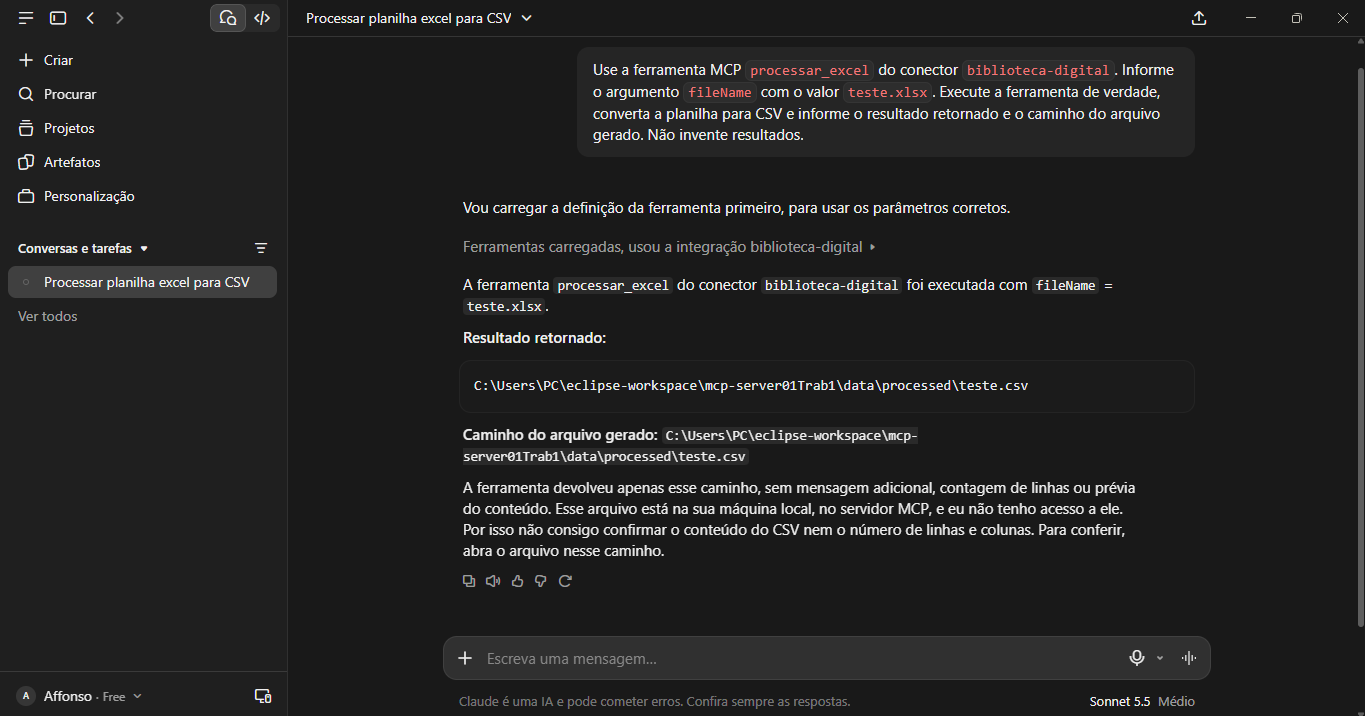 Processar planilha excel para CSV
Criar
Procurar
Projetos
Artefatos
Personalização
Conversas e tarefas
Processar planilha excel para CSV
Ver todos
Affonso · Free
Use a ferramenta MCP processar_excel do conector biblioteca-digital. Informe
o argumento fileName com o valor teste.xlsx. Execute a ferramenta de verdade,
converta a planilha para CSV e informe o resultado retornado e o caminho do arquivo
gerado. Não invente resultados.
Vou carregar a definição da ferramenta primeiro, para usar os parâmetros corretos.
Ferramentas carregadas, usou a integração biblioteca-digital
A ferramenta processar_excel do conector biblioteca-digital foi executada com fileName =
teste.xlsx.
Resultado retornado:
C:\Users\PC\eclipse-workspace\mcp-server01Trab1\data\processed\teste.csv
Caminho do arquivo gerado: C:\Users\PC\eclipse-workspace\mcp-
server01Trab1\data\processed\teste.csv
A ferramenta devolveu apenas esse caminho, sem mensagem adicional, contagem de linhas ou prévia
do conteúdo. Esse arquivo está na sua máquina local, no servidor MCP, e eu não tenho acesso a ele.
Por isso não consigo confirmar o conteúdo do CSV nem o número de linhas e colunas. Para conferir,
abra o arquivo nesse caminho.
Escreva uma mensagem...
Claude é uma IA e pode cometer erros. Confira sempre as respostas.
Sonnet 5.5 Médio
A